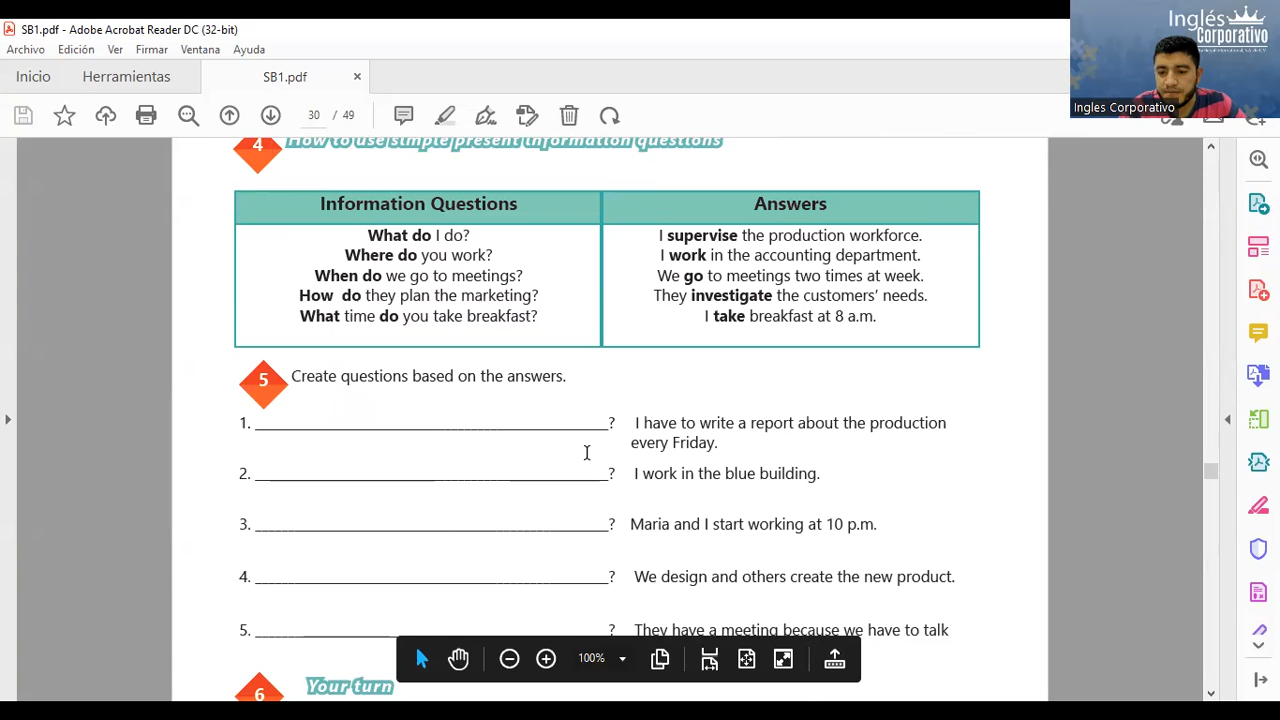 SB1.pdf - Adobe Acrobat Reader DC (32-bit)
Inglés
Corporativo
Archivo Edición Ver Firmar Ventana Ayuda
Inicio Herramientas SB1.pdf ×
Ingles Corporativo
30 / 49
4 How to use simple present information questions
Information Questions Answers
What do I do? I supervise the production workforce.
Where do you work? I work in the accounting department.
When do we go to meetings? We go to meetings two times at week.
How do they plan the marketing? They investigate the customers’ needs.
What time do you take breakfast? I take breakfast at 8 a.m.
5 Create questions based on the answers.
1. ? I have to write a report about the production
every Friday.
2. ? I work in the blue building.
3. ? Maria and I start working at 10 p.m.
4. ? We design and others create the new product.
5. ? They have a meeting because we have to talk
100%
6 Your turn